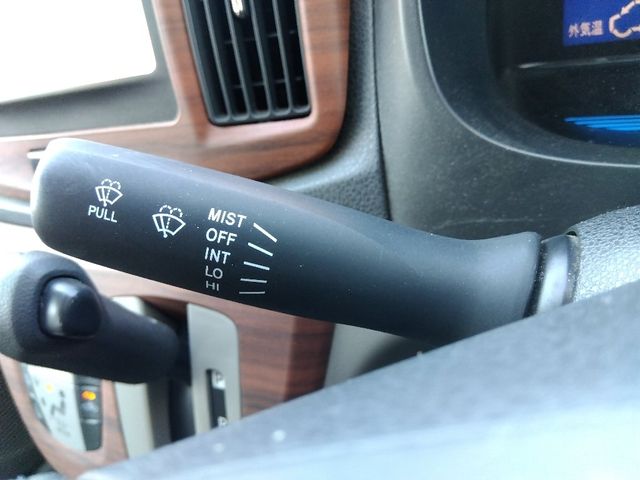 外気温
PULL
MIST
OFF
INT
LO
HI
P